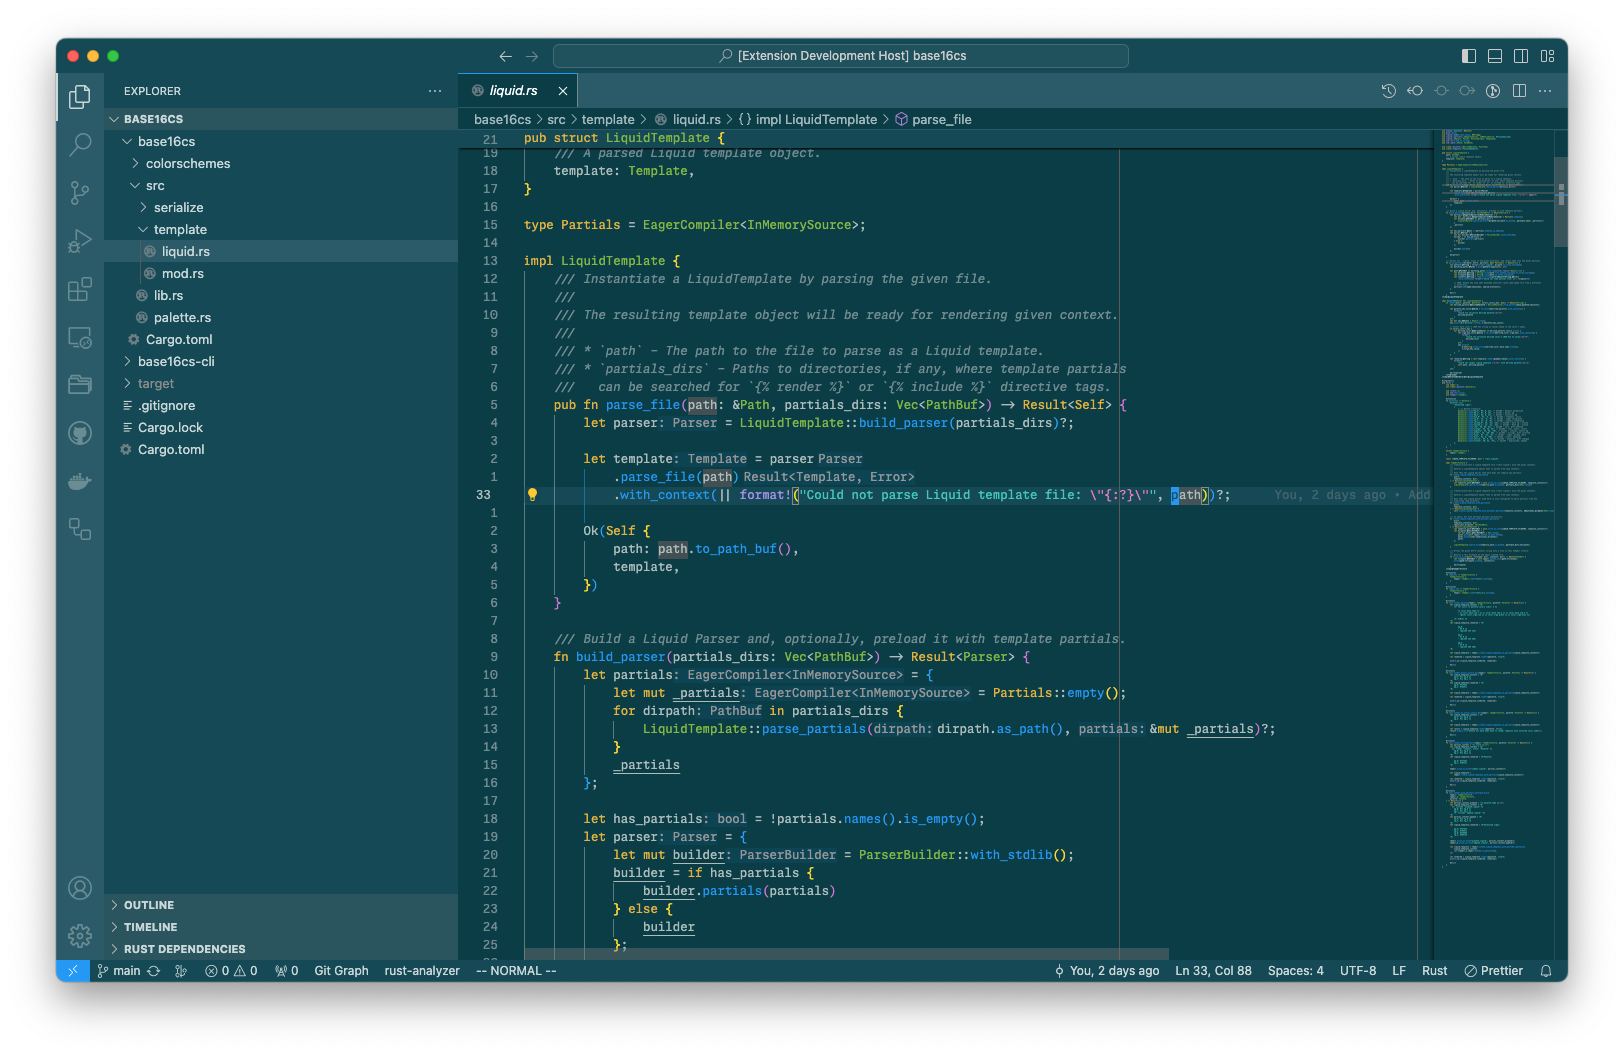 [Extension Development Host] base16cs
EXPLORER
BASE16CS
base16cs
colorschemes
src
serialize
template
liquid.rs
mod.rs
lib.rs
palette.rs
Cargo.toml
base16cs-cli
target
.gitignore
Cargo.lock
Cargo.toml
OUTLINE
TIMELINE
RUST DEPENDENCIES
liquid.rs
base16cs > src > template > liquid.rs > {} impl LiquidTemplate > parse_file
21 pub struct LiquidTemplate {
19 /// A parsed Liquid template object.
18 template: Template,
17 }
16
15 type Partials = EagerCompiler<InMemorySource>;
14
13 impl LiquidTemplate {
12 /// Instantiate a LiquidTemplate by parsing the given file.
11 ///
10 /// The resulting template object will be ready for rendering given context.
9 ///
8 /// * `path` - The path to the file to parse as a Liquid template.
7 /// * `partials_dirs` - Paths to directories, if any, where template partials
6 /// can be searched for `{% render %}` or `{% include %}` directive tags.
5 pub fn parse_file(path: &Path, partials_dirs: Vec<PathBuf>) → Result<Self> {
4 let parser: Parser = LiquidTemplate::build_parser(partials_dirs)?;
3
2 let template: Template = parser Parser
1 .parse_file(path) Result<Template, Error>
33 .with_context(|| format!("Could not parse Liquid template file: \"{:?}\"", path))?; You, 2 days ago • Add
1
2 Ok(Self {
3 path: path.to_path_buf(),
4 template,
5 })
6 }
7
8 /// Build a Liquid Parser and, optionally, preload it with template partials.
9 fn build_parser(partials_dirs: Vec<PathBuf>) → Result<Parser> {
10 let partials: EagerCompiler<InMemorySource> = {
11 let mut _partials: EagerCompiler<InMemorySource> = Partials::empty();
12 for dirpath: PathBuf in partials_dirs {
13 LiquidTemplate::parse_partials(dirpath: dirpath.as_path(), partials: &mut _partials)?;
14 }
15 _partials
16 };
17
18 let has_partials: bool = !partials.names().is_empty();
19 let parser: Parser = {
20 let mut builder: ParserBuilder = ParserBuilder::with_stdlib();
21 builder = if has_partials {
22 builder.partials(partials)
23 } else {
24 builder
25 };
main 0 0 0 Git Graph rust-analyzer -- NORMAL -- You, 2 days ago Ln 33, Col 88 Spaces: 4 UTF-8 LF Rust Prettier